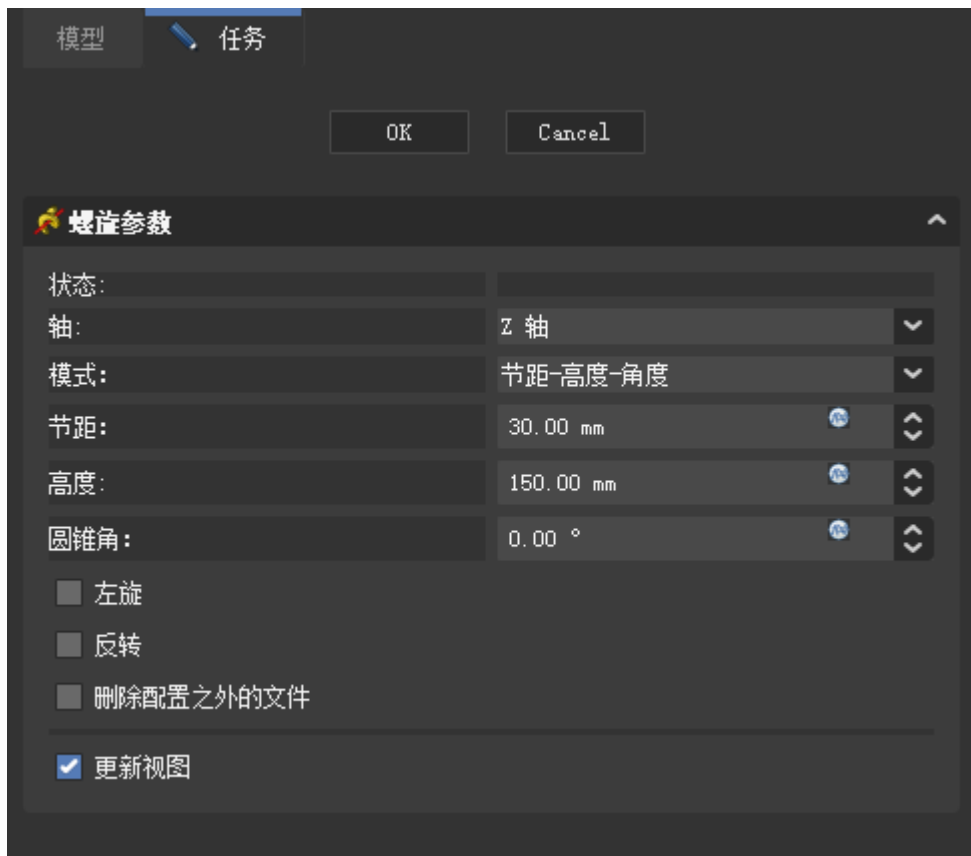 模型 任务
OK Cancel
螺旋参数
状态:
轴: Z 轴
模式: 节距-高度-角度
节距: 30.00 mm
高度: 150.00 mm
圆锥角: 0.00 °
左旋
反转
删除配置之外的文件
更新视图